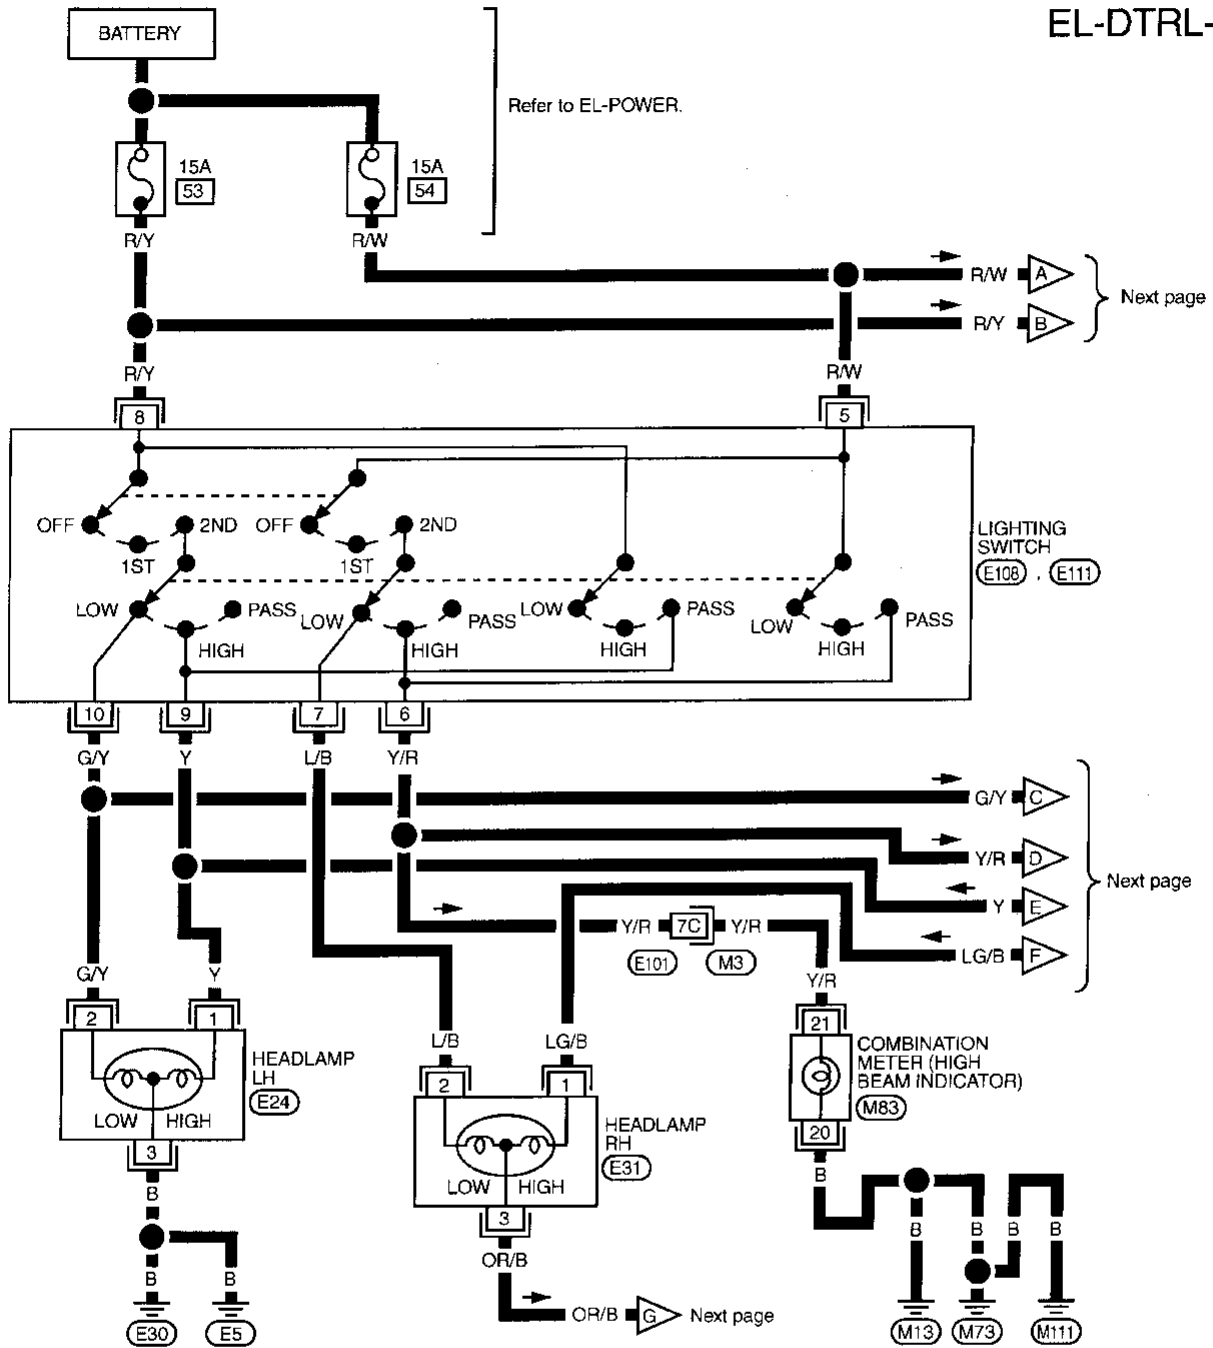 EL-DTRL-
BATTERY
Refer to EL-POWER.
15A
53
15A
54
R/Y
R/W
R/W
A
Next page
R/Y
B
R/Y
R/W
8
5
OFF
2ND
OFF
2ND
1ST
1ST
LIGHTING
SWITCH
E108 , E111
LOW
PASS
LOW
PASS
LOW
PASS
LOW
PASS
HIGH
HIGH
HIGH
HIGH
10
9
7
6
G/Y
Y
L/B
Y/R
G/Y
C
Y/R
D
Next page
Y
E
Y/R
7C
Y/R
E101
M3
LG/B
F
G/Y
Y
Y/R
2
1
21
COMBINATION
METER (HIGH
BEAM INDICATOR)
M83
20
HEADLAMP
LH
E24
LOW
HIGH
3
L/B
LG/B
2
1
HEADLAMP
RH
E31
LOW
HIGH
3
B
B
B
B
B
B
OR/B
B
B
OR/B
G
Next page
E30
E5
M13
M73
M111